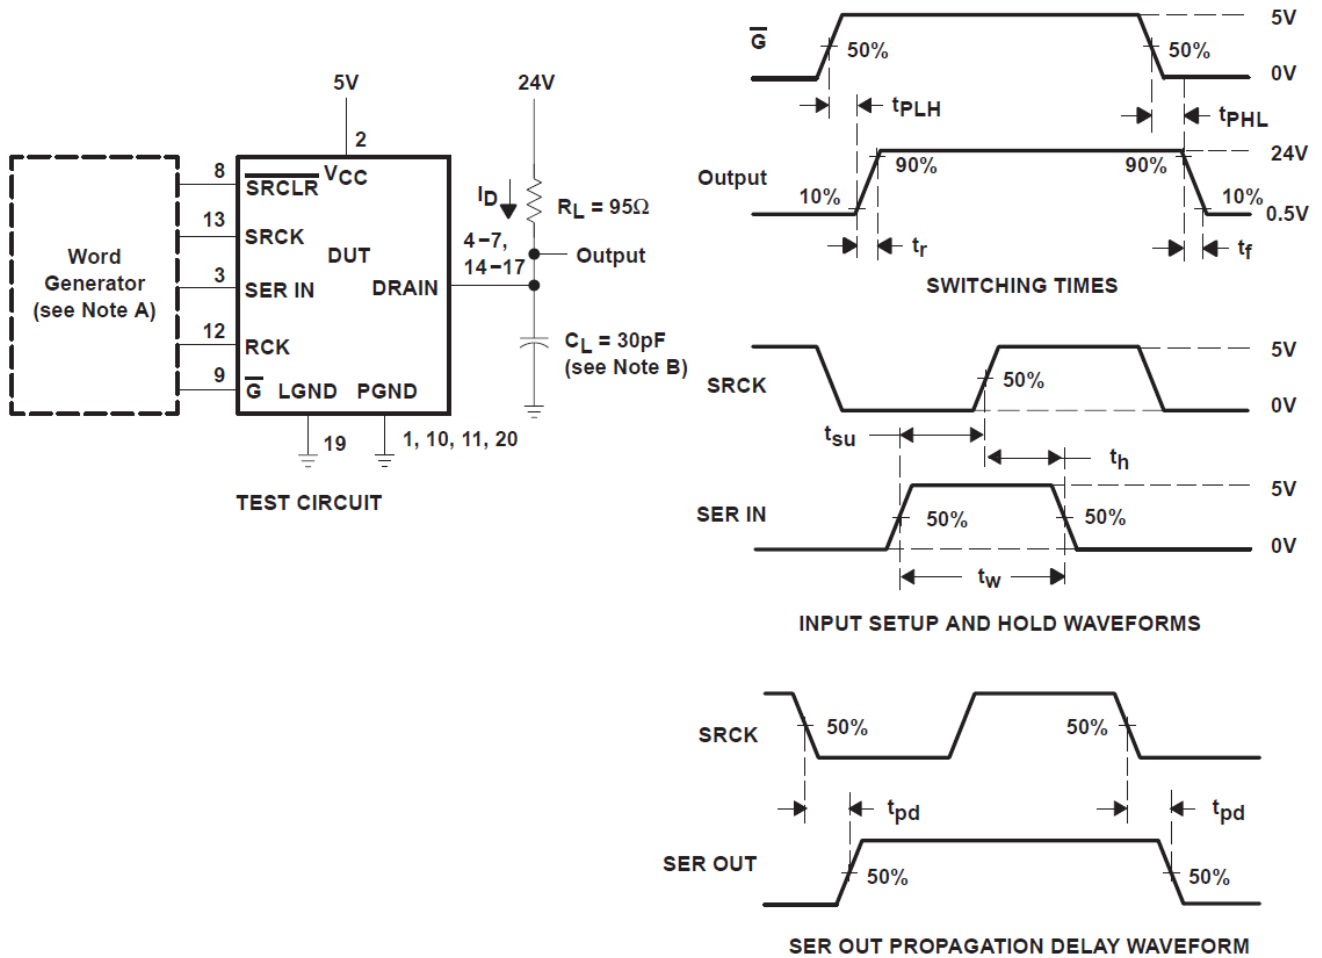 5V
24V
2
8
SRCLR
VCC
ID
RL = 95Ω
13
SRCK
DUT
4−7,
14−17
Output
Word
Generator
(see Note A)
3
SER IN
DRAIN
12
RCK
CL = 30pF
(see Note B)
9
G
LGND
PGND
19
1, 10, 11, 20
TEST CIRCUIT
G
50%
50%
5V
0V
tPLH
tPHL
Output
10%
90%
90%
10%
24V
0.5V
tr
tf
SWITCHING TIMES
SRCK
50%
5V
0V
tsu
th
SER IN
50%
50%
5V
0V
tw
INPUT SETUP AND HOLD WAVEFORMS
SRCK
50%
50%
tpd
tpd
SER OUT
50%
50%
SER OUT PROPAGATION DELAY WAVEFORM